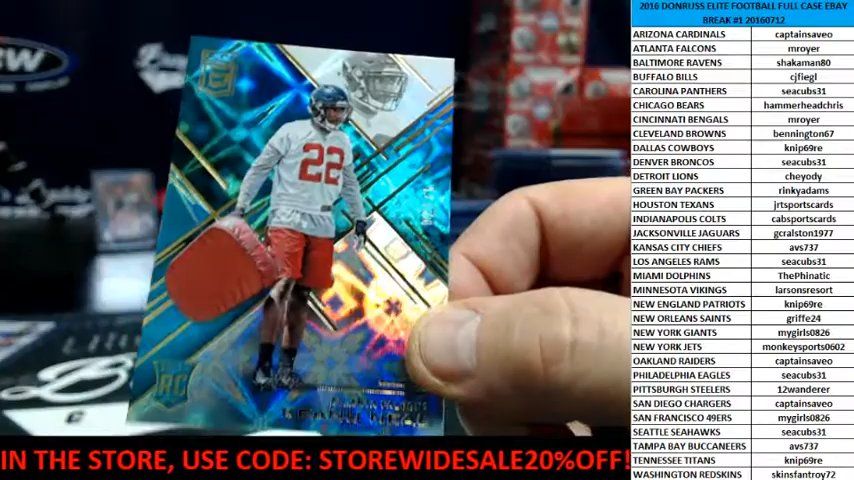 2016 DONRUSS ELITE FOOTBALL FULL CASE EBAY
BREAK #1 20160712
ARIZONA CARDINALS captainsaveo
ATLANTA FALCONS mroyer
BALTIMORE RAVENS shakaman80
BUFFALO BILLS cjfiegl
CAROLINA PANTHERS seacubs31
CHICAGO BEARS hammerheadchris
CINCINNATI BENGALS mroyer
CLEVELAND BROWNS bennington67
DALLAS COWBOYS knip69re
DENVER BRONCOS seacubs31
DETROIT LIONS cheyody
GREEN BAY PACKERS rinkyadams
HOUSTON TEXANS jrtsportscards
INDIANAPOLIS COLTS cabsportscards
JACKSONVILLE JAGUARS gcralston1977
KANSAS CITY CHIEFS avs737
LOS ANGELES RAMS seacubs31
MIAMI DOLPHINS ThePhinatic
MINNESOTA VIKINGS larsonsresort
NEW ENGLAND PATRIOTS knip69re
NEW ORLEANS SAINTS griffe24
NEW YORK GIANTS mygirls0826
NEW YORK JETS monkeysports0602
OAKLAND RAIDERS captainsaveo
PHILADELPHIA EAGLES seacubs31
PITTSBURGH STEELERS 12wanderer
SAN DIEGO CHARGERS captainsaveo
SAN FRANCISCO 49ERS mygirls0826
SEATTLE SEAHAWKS seacubs31
TAMPA BAY BUCCANEERS avs737
TENNESSEE TITANS knip69re
WASHINGTON REDSKINS skinsfantroy72
22
RC
IN THE STORE, USE CODE: STOREWIDESALE20%OFF!